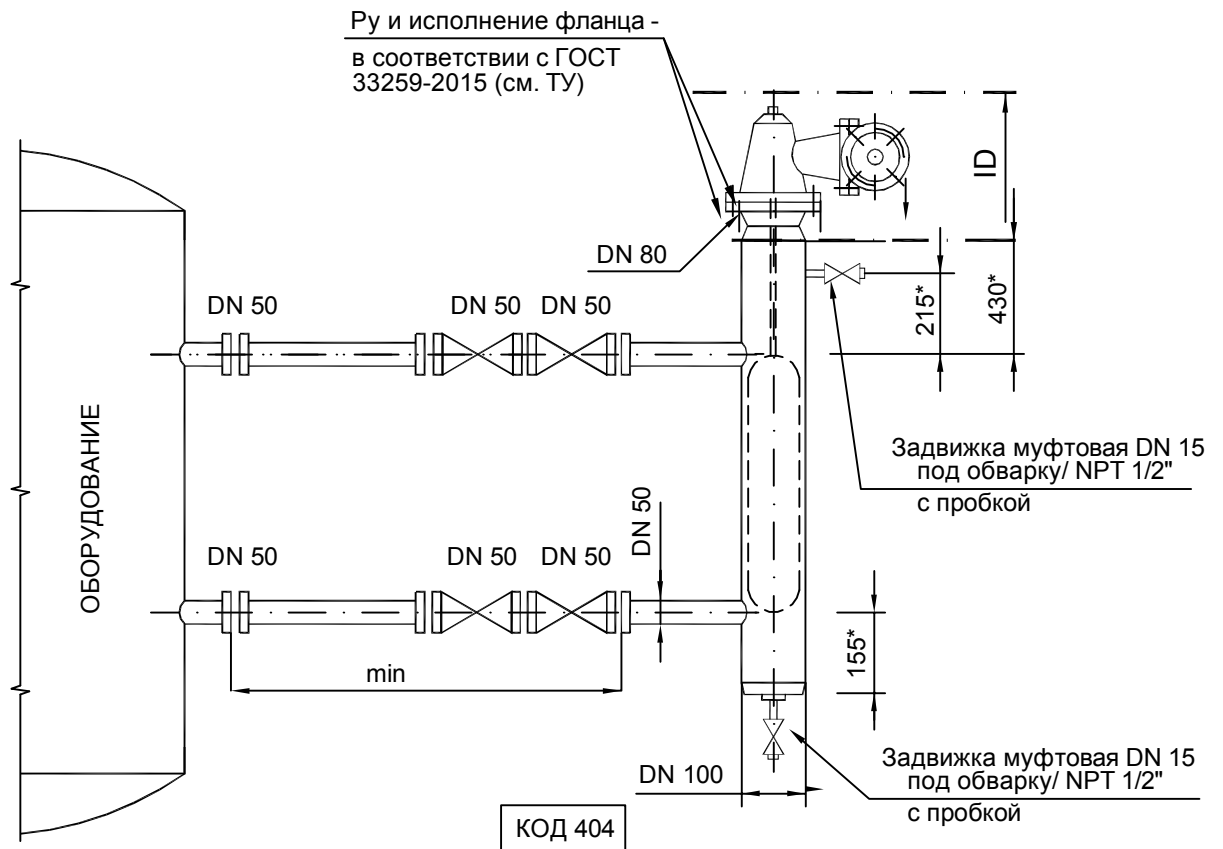 Ру и исполнение фланца -
в соответствии с ГОСТ
33259-2015 (см. ТУ)
ID
DN 80
DN 50
DN 50
DN 50
215*
430*
ОБОРУДОВАНИЕ
Задвижка муфтовая DN 15
под обварку/ NPT 1/2"
с пробкой
DN 50
DN 50
DN 50
DN 50
155*
min
DN 100
Задвижка муфтовая DN 15
под обварку/ NPT 1/2"
с пробкой
КОД 404